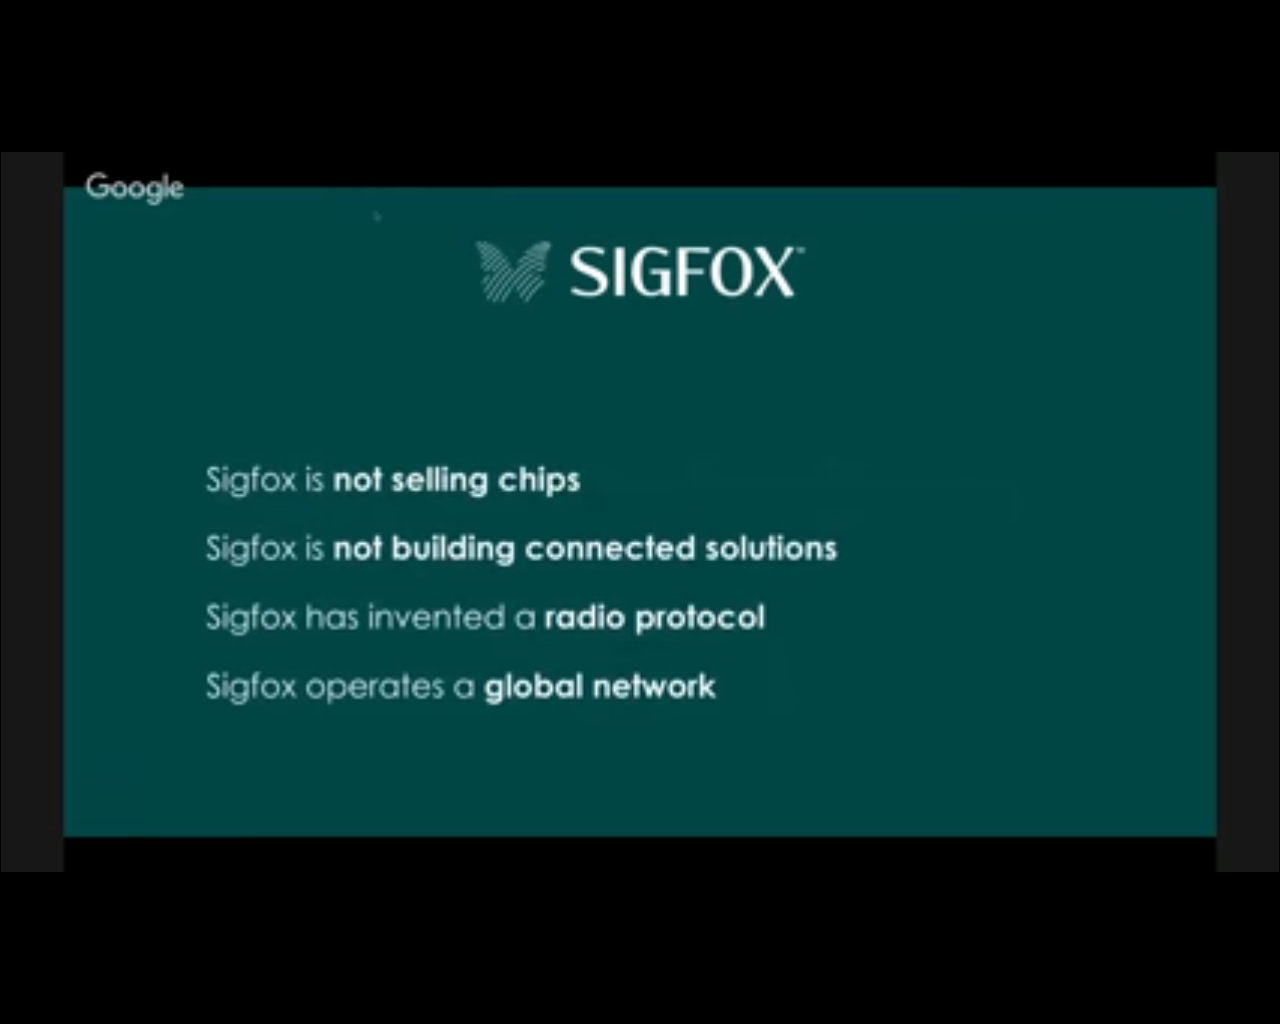 Google
SIGFOX™
Sigfox is not selling chips
Sigfox is not building connected solutions
Sigfox has invented a radio protocol
Sigfox operates a global network